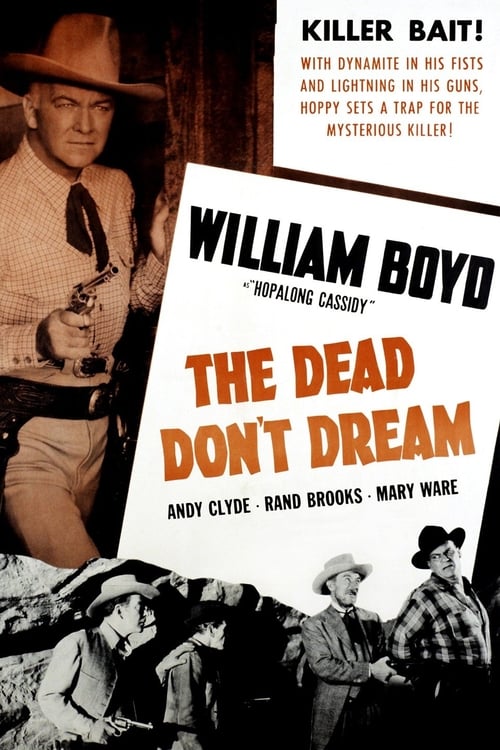 KILLER BAIT!
WITH DYNAMITE IN HIS FISTS
AND LIGHTNING IN HIS GUNS,
HOPPY SETS A TRAP FOR THE
MYSTERIOUS KILLER!
WILLIAM BOYD
AS "HOPALONG CASSIDY"
THE DEAD
DON'T DREAM
ANDY CLYDE · RAND BROOKS · MARY WARE